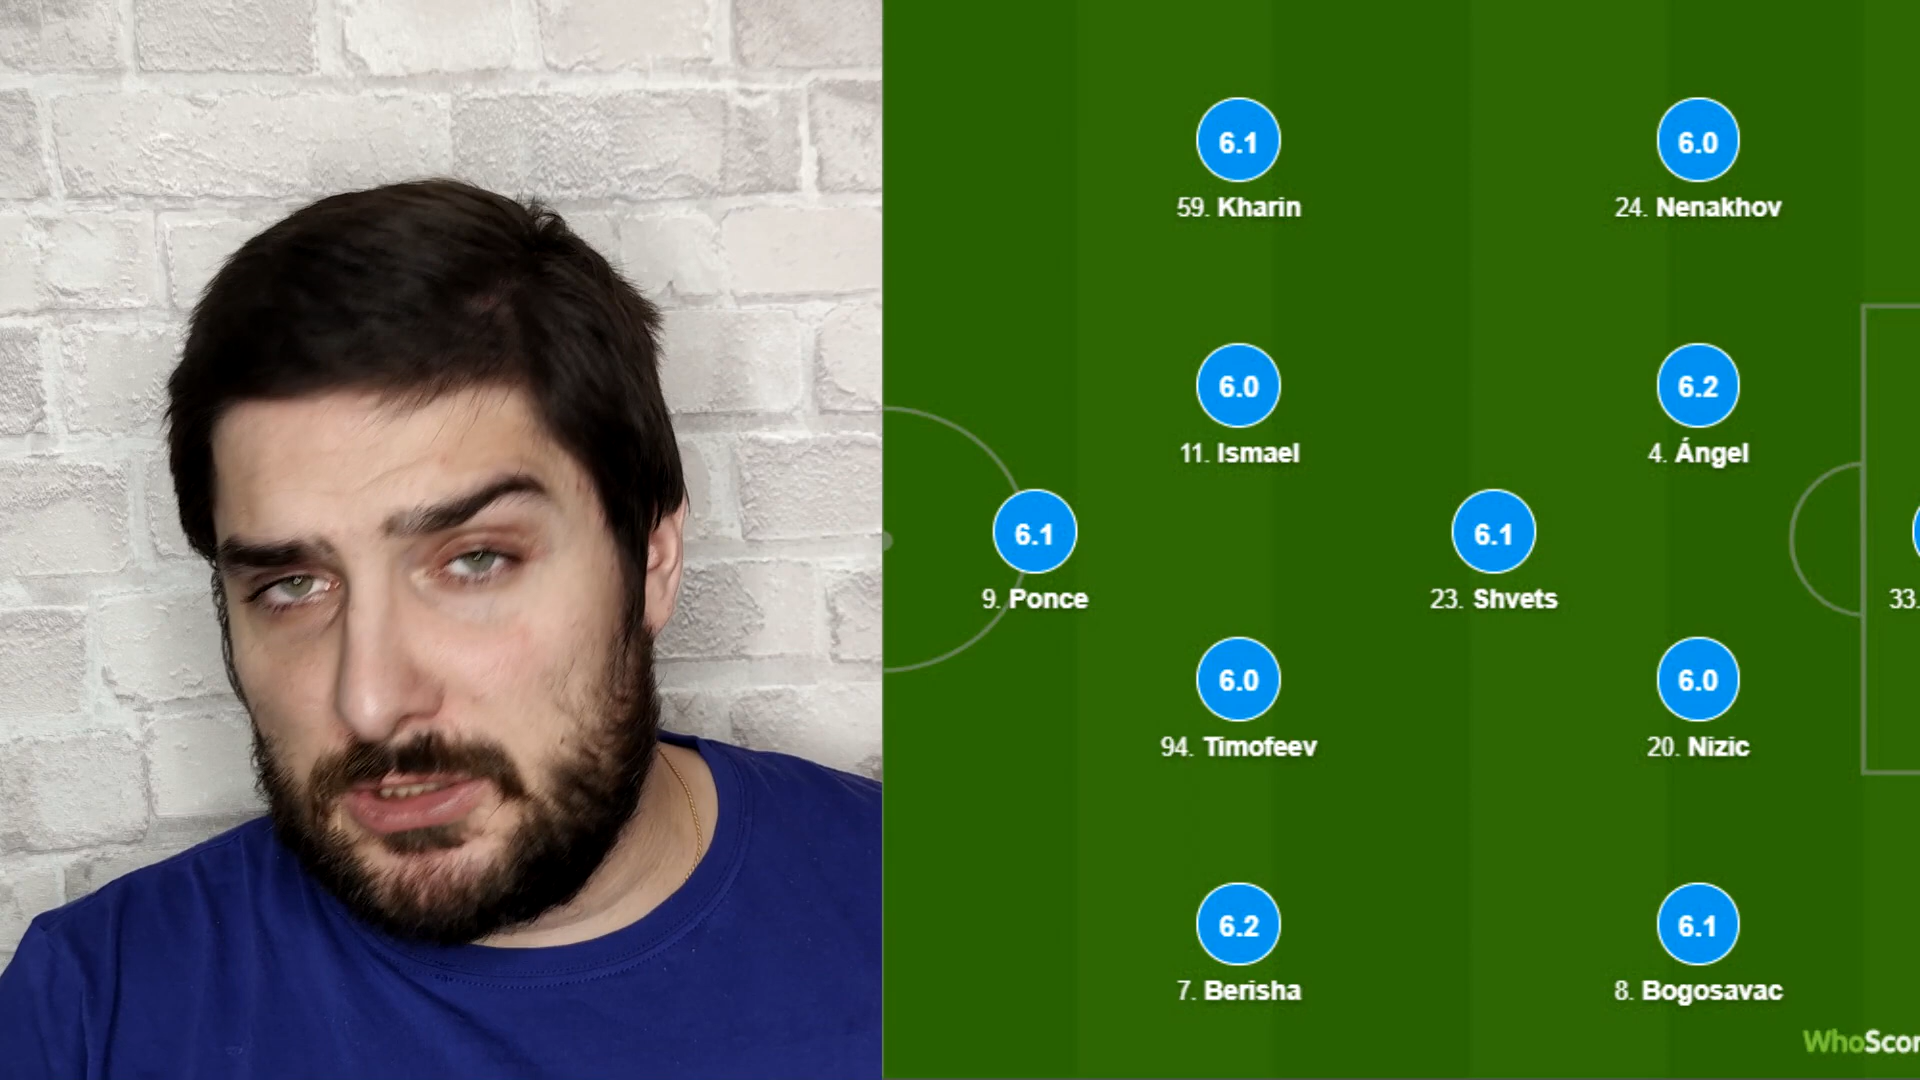 6.1
59. Kharin
6.0
24. Nenakhov
6.0
11. Ismael
6.2
4. Ángel
6.1
9. Ponce
6.1
23. Shvets
33.
6.0
94. Timofeev
6.0
20. Nizic
6.2
7. Berisha
6.1
8. Bogosavac
WhoScor